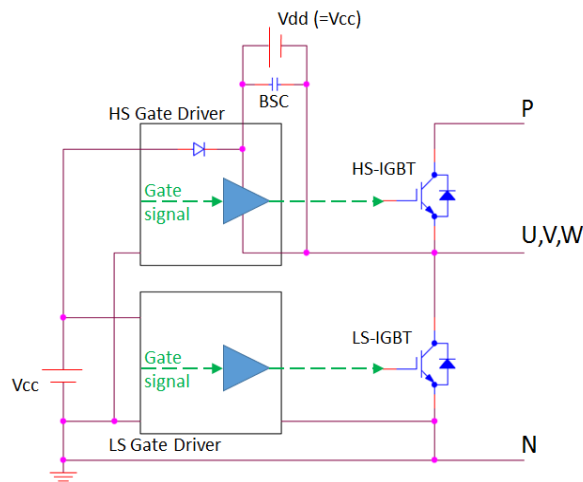 Vdd (=Vcc)
BSC
HS Gate Driver
P
HS-IGBT
Gate
signal
U,V,W
LS-IGBT
Gate
signal
Vcc
LS Gate Driver
N